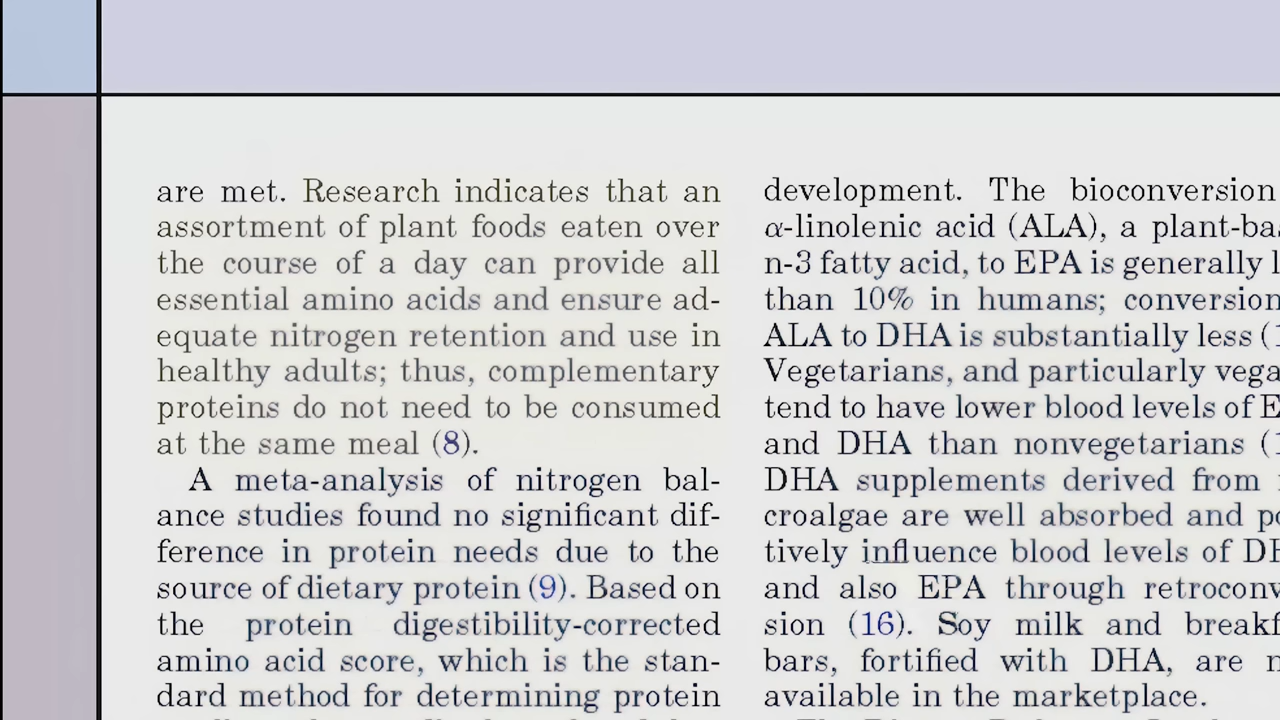 are met. Research indicates that an
assortment of plant foods eaten over
the course of a day can provide all
essential amino acids and ensure ad-
equate nitrogen retention and use in
healthy adults; thus, complementary
proteins do not need to be consumed
at the same meal (8).
A meta-analysis of nitrogen bal-
ance studies found no significant dif-
ference in protein needs due to the
source of dietary protein (9). Based on
the protein digestibility-corrected
amino acid score, which is the stan-
dard method for determining protein
development. The bioconversion
α-linolenic acid (ALA), a plant-ba
n-3 fatty acid, to EPA is generally l
than 10% in humans; conversion
ALA to DHA is substantially less (1
Vegetarians, and particularly vega
tend to have lower blood levels of E
and DHA than nonvegetarians (1
DHA supplements derived from
croalgae are well absorbed and po
tively influence blood levels of DH
and also EPA through retroconv
sion (16). Soy milk and breakf
bars, fortified with DHA, are n
available in the marketplace.